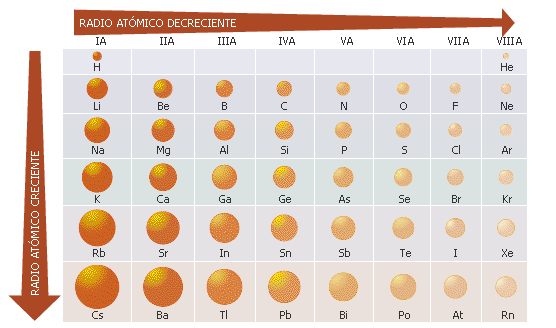 RADIO ATÓMICO DECRECIENTE
IA IIA IIIA IVA VA VIA VIIA VIIIA
H He
Li Be B C N O F Ne
Na Mg Al Si P S Cl Ar
K Ca Ga Ge As Se Br Kr
Rb Sr In Sn Sb Te I Xe
Cs Ba Tl Pb Bi Po At Rn
RADIO ATÓMICO CRECIENTE